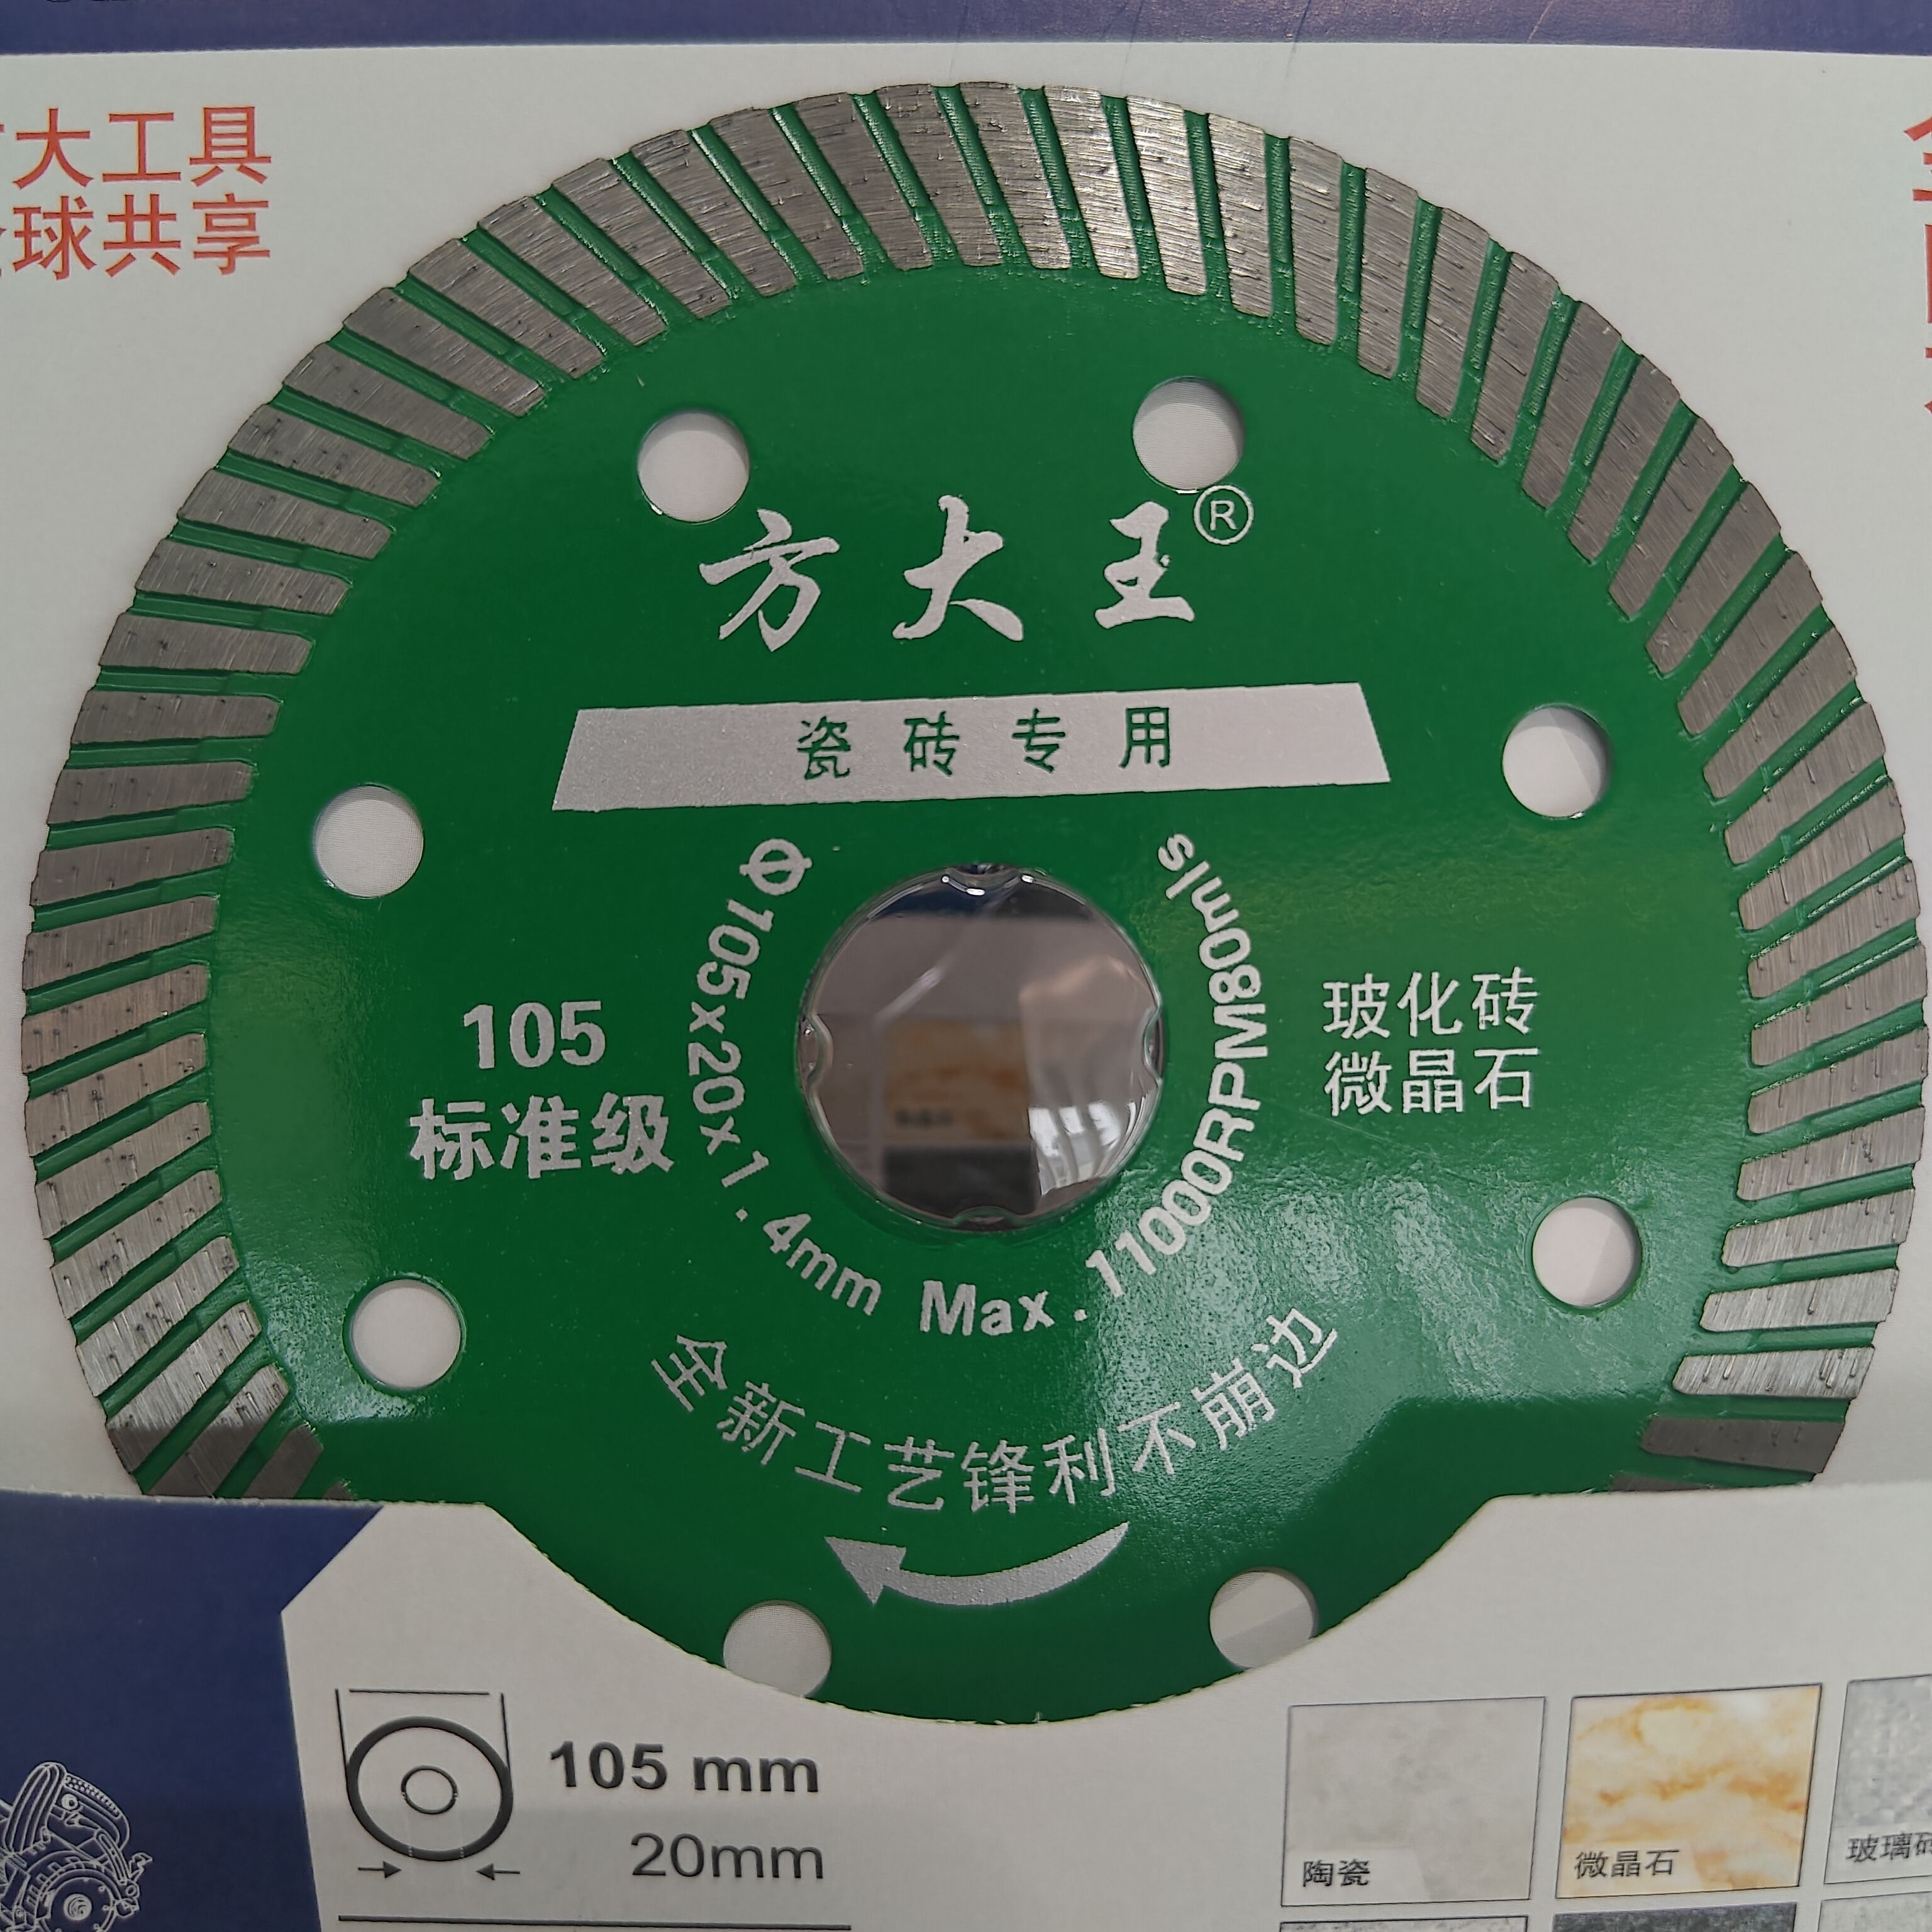 大工具
球共享
方大王®
瓷砖专用
Φ105x20x1.4mm Max.11000RPM80m/s
105
标准级
玻化砖
微晶石
全新工艺锋利不崩边
105 mm
20mm
陶瓷
微晶石
玻璃